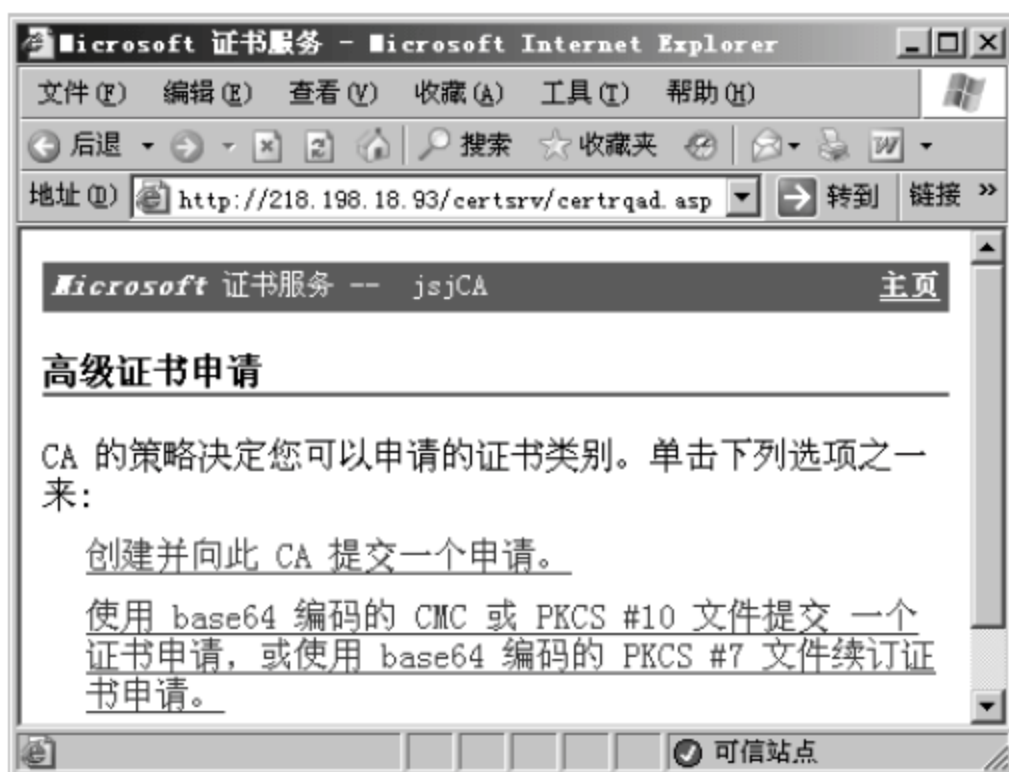 Microsoft 证书服务 - Microsoft Internet Explorer
文件(F) 编辑(E) 查看(V) 收藏(A) 工具(T) 帮助(H)
后退 搜索 收藏夹
地址(D) http://218.198.18.93/certsrv/certrqad.asp 转到 链接 »
Microsoft 证书服务 -- jsjCA 主页
高级证书申请
CA 的策略决定您可以申请的证书类别。单击下列选项之一
来:
创建并向此 CA 提交一个申请。
使用 base64 编码的 CMC 或 PKCS #10 文件提交 一个
证书申请，或使用 base64 编码的 PKCS #7 文件续订证
书申请。
可信站点